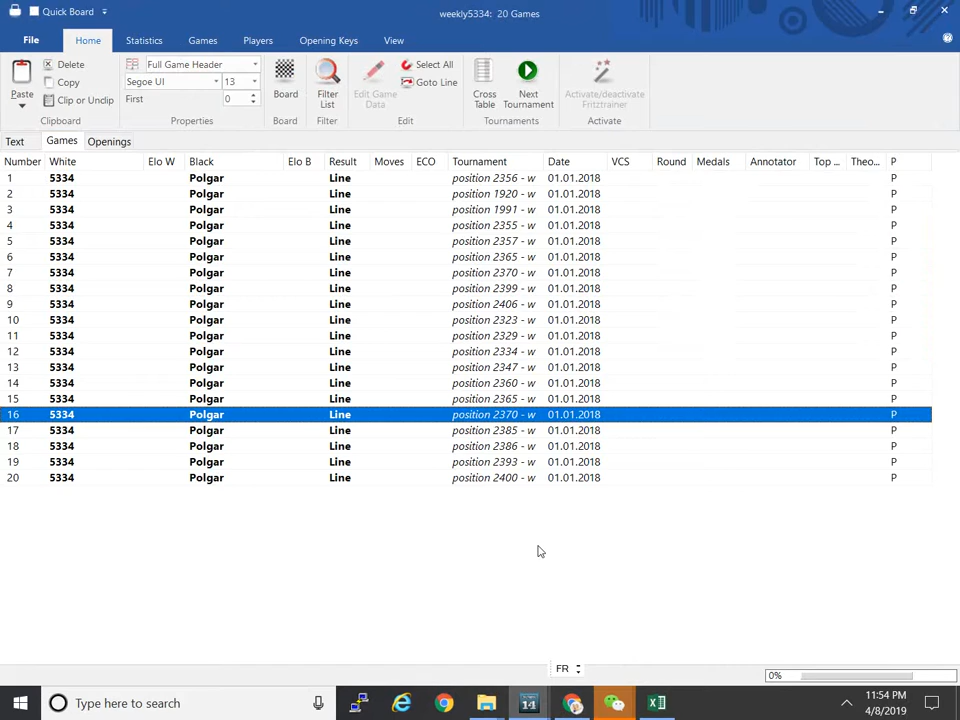 Quick Board
weekly5334: 20 Games
File Home Statistics Games Players Opening Keys View
Paste Delete Copy Clip or Undip Clipboard
Full Game Header Segoe UI 13 First 0 Properties
Board Board
Filter List Filter
Edit Game Data Select All Goto Line Edit
Cross Table Next Tournament Tournaments
Activate/deactivate Fritztrainer Activate
Text Games Openings
Number White Elo W Black Elo B Result Moves ECO Tournament Date VCS Round Medals Annotator Top ... Theo... P
1 5334 Polgar Line position 2356 - w 01.01.2018 P
2 5334 Polgar Line position 1920 - w 01.01.2018 P
3 5334 Polgar Line position 1991 - w 01.01.2018 P
4 5334 Polgar Line position 2355 - w 01.01.2018 P
5 5334 Polgar Line position 2357 - w 01.01.2018 P
6 5334 Polgar Line position 2365 - w 01.01.2018 P
7 5334 Polgar Line position 2370 - w 01.01.2018 P
8 5334 Polgar Line position 2399 - w 01.01.2018 P
9 5334 Polgar Line position 2406 - w 01.01.2018 P
10 5334 Polgar Line position 2323 - w 01.01.2018 P
11 5334 Polgar Line position 2329 - w 01.01.2018 P
12 5334 Polgar Line position 2334 - w 01.01.2018 P
13 5334 Polgar Line position 2347 - w 01.01.2018 P
14 5334 Polgar Line position 2360 - w 01.01.2018 P
15 5334 Polgar Line position 2365 - w 01.01.2018 P
16 5334 Polgar Line position 2370 - w 01.01.2018 P
17 5334 Polgar Line position 2385 - w 01.01.2018 P
18 5334 Polgar Line position 2386 - w 01.01.2018 P
19 5334 Polgar Line position 2393 - w 01.01.2018 P
20 5334 Polgar Line position 2400 - w 01.01.2018 P
FR
0%
Type here to search
14
11:54 PM
4/8/2019